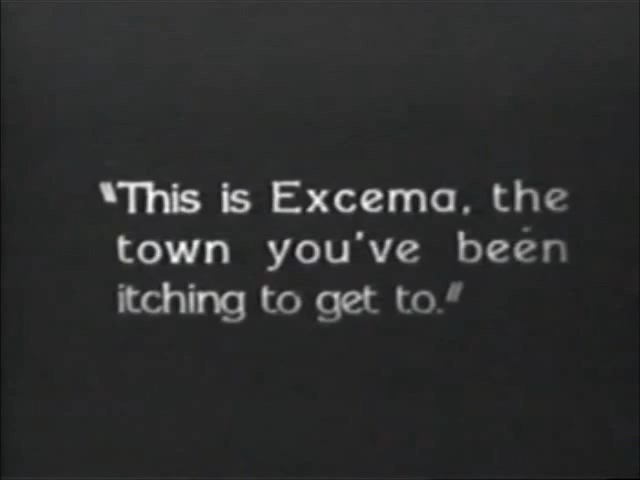 "This is Excema, the
town you've been
itching to get to."